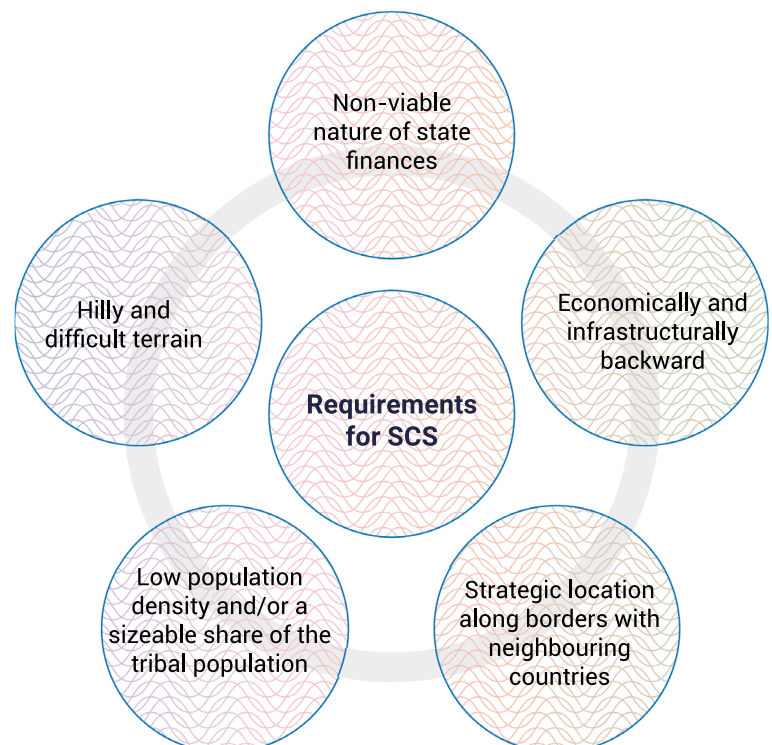 Non-viable
nature of state
finances
Hilly and
difficult terrain
Economically and
infrastructurally
backward
Requirements
for SCS
Low population
density and/or a
sizeable share of the
tribal population
Strategic location
along borders with
neighbouring
countries